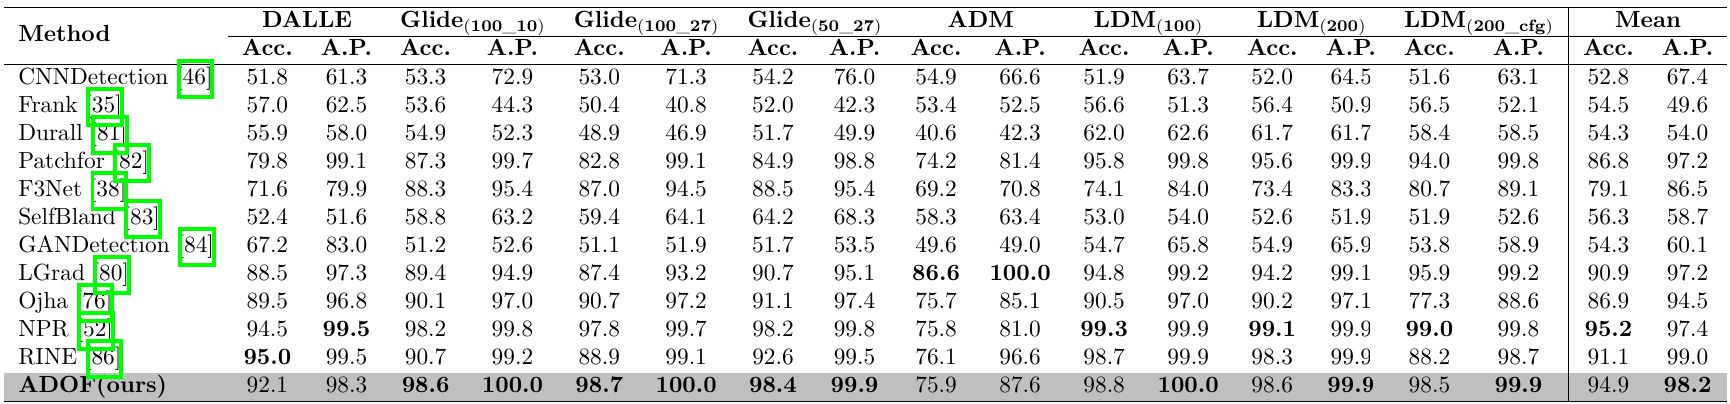 Method DALLE Glide(100_10) Glide(100_27) Glide(50_27) ADM LDM(100) LDM(200) LDM(200_cfg) Mean
Acc. A.P. Acc. A.P. Acc. A.P. Acc. A.P. Acc. A.P. Acc. A.P. Acc. A.P. Acc. A.P. Acc. A.P.
CNNDetection [46] 51.8 61.3 53.3 72.9 53.0 71.3 54.2 76.0 54.9 66.6 51.9 63.7 52.0 64.5 51.6 63.1 52.8 67.4
Frank [35] 57.0 62.5 53.6 44.3 50.4 40.8 52.0 42.3 53.4 52.5 56.6 51.3 56.4 50.9 56.5 52.1 54.5 49.6
Durall [81] 55.9 58.0 54.9 52.3 48.9 46.9 51.7 49.9 40.6 42.3 62.0 62.6 61.7 61.7 58.4 58.5 54.3 54.0
Patchfor [82] 79.8 99.1 87.3 99.7 82.8 99.1 84.9 98.8 74.2 81.4 95.8 99.8 95.6 99.9 94.0 99.8 86.8 97.2
F3Net [38] 71.6 79.9 88.3 95.4 87.0 94.5 88.5 95.4 69.2 70.8 74.1 84.0 73.4 83.3 80.7 89.1 79.1 86.5
SelfBland [83] 52.4 51.6 58.8 63.2 59.4 64.1 64.2 68.3 58.3 63.4 53.0 54.0 52.6 51.9 51.9 52.6 56.3 58.7
GANDetection [84] 67.2 83.0 51.2 52.6 51.1 51.9 51.7 53.5 49.6 49.0 54.7 65.8 54.9 65.9 53.8 58.9 54.3 60.1
LGrad [80] 88.5 97.3 89.4 94.9 87.4 93.2 90.7 95.1 86.6 100.0 94.8 99.2 94.2 99.1 95.9 99.2 90.9 97.2
Ojha [76] 89.5 96.8 90.1 97.0 90.7 97.2 91.1 97.4 75.7 85.1 90.5 97.0 90.2 97.1 77.3 88.6 86.9 94.5
NPR [52] 94.5 99.5 98.2 99.8 97.8 99.7 98.2 99.8 75.8 81.0 99.3 99.9 99.1 99.9 99.0 99.8 95.2 97.4
RINE [86] 95.0 99.5 90.7 99.2 88.9 99.1 92.6 99.5 76.1 96.6 98.7 99.9 98.3 99.9 88.2 98.7 91.1 99.0
ADOF(ours) 92.1 98.3 98.6 100.0 98.7 100.0 98.4 99.9 75.9 87.6 98.8 100.0 98.6 99.9 98.5 99.9 94.9 98.2